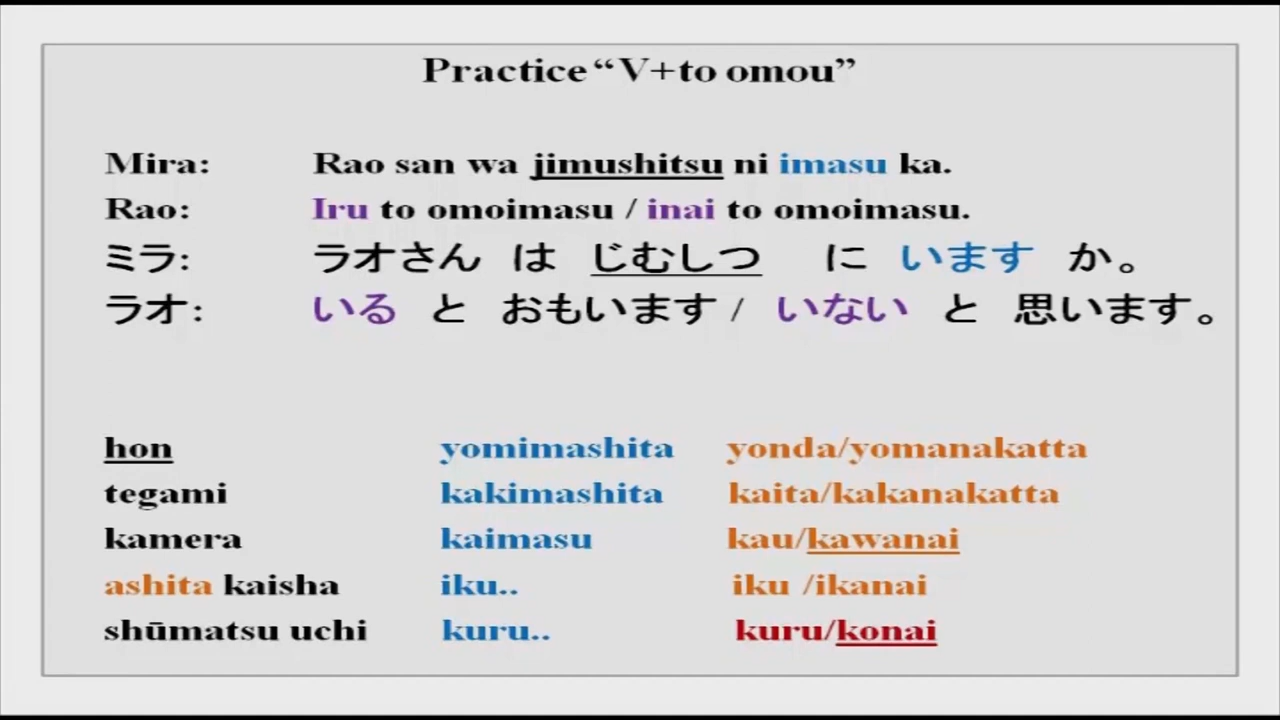 Practice “V+to omou”
Mira: Rao san wa jimushitsu ni imasu ka.
Rao: Iru to omoimasu / inai to omoimasu.
ミラ: ラオさん は じむしつ に います か。
ラオ: いる と おもいます / いない と 思います。
hon yomimashita yonda/yomanakatta
tegami kakimashita kaita/kakanakatta
kamera kaimasu kau/kawanai
ashita kaisha iku.. iku /ikanai
shūmatsu uchi kuru.. kuru/konai